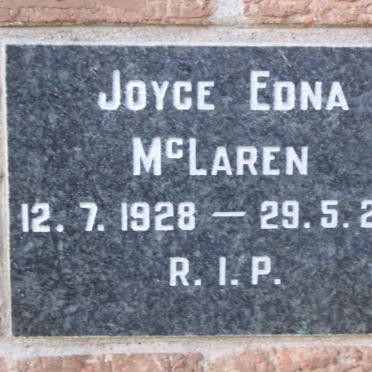 JOYCE EDNA
McLAREN
12.7.1928 — 29.5.2
R.I.P.